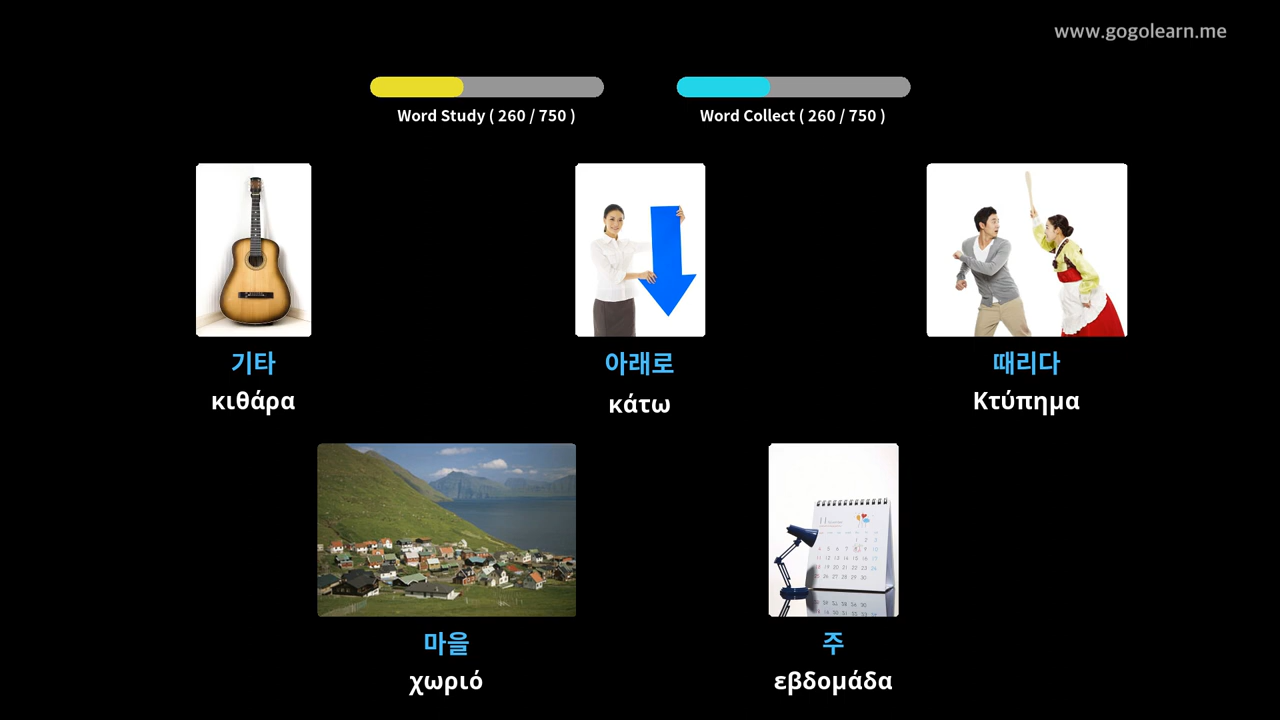 www.gogolearn.me
Word Study ( 260 / 750 )
Word Collect ( 260 / 750 )
기타
κιθάρα
아래로
κάτω
때리다
Κτύπημα
마을
χωριό
주
εβδομάδα